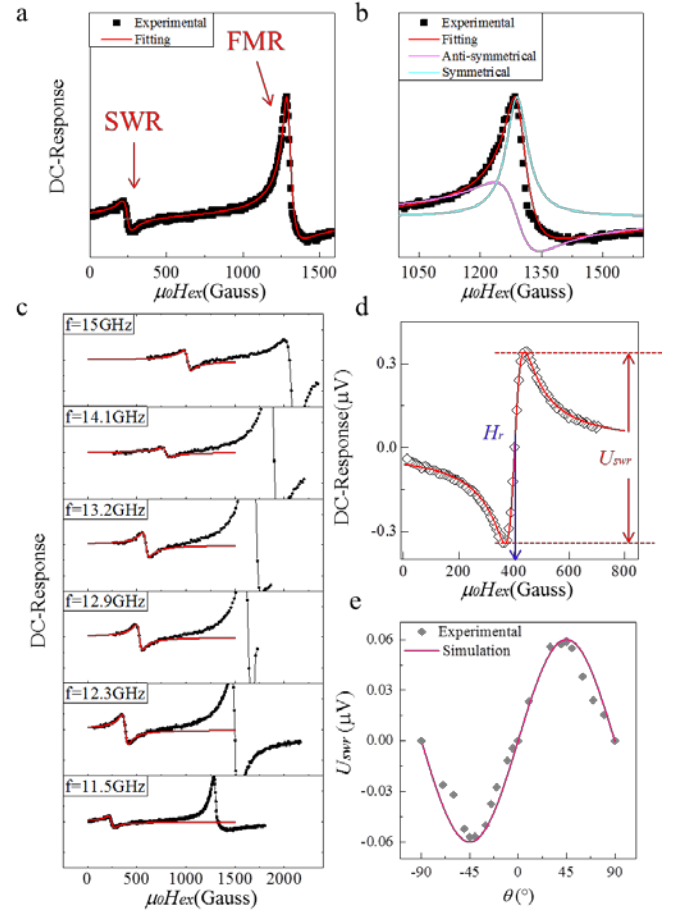 a
Experimental
Fitting
FMR
SWR
DC-Response
0 500 1000 1500
μ₀Hex(Gauss)
b
Experimental
Fitting
Anti-symmetrical
Symmetrical
1050 1200 1350 1500
μ₀Hex(Gauss)
c
f=15GHz
f=14.1GHz
f=13.2GHz
f=12.9GHz
f=12.3GHz
f=11.5GHz
DC-Response
0 500 1000 1500 2000
μ₀Hex(Gauss)
d
DC-Response(μV)
0.3
0.0
-0.3
Hr
Uswr
0 200 400 600 800
μ₀Hex(Gauss)
e
Experimental
Simulation
Uswr (μV)
0.06
0.03
0.00
-0.03
-0.06
-90 -45 0 45 90
θ (°)